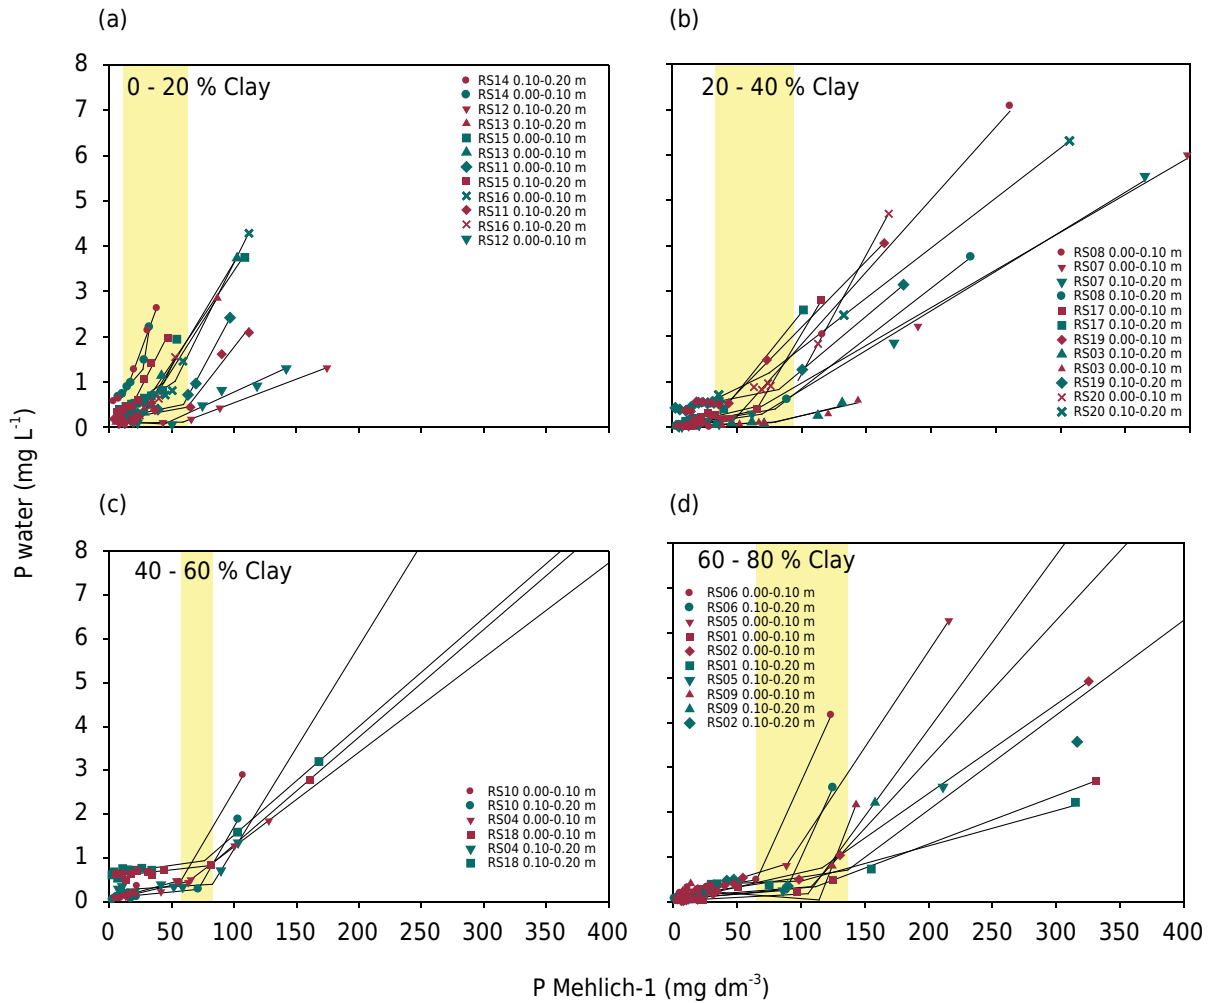 (a)
(b)
8
7
6
5
4
3
2
1
0
0 - 20 % Clay
RS14 0.10-0.20 m
RS14 0.00-0.10 m
RS12 0.10-0.20 m
RS13 0.10-0.20 m
RS15 0.00-0.10 m
RS13 0.00-0.10 m
RS11 0.00-0.10 m
RS15 0.10-0.20 m
RS16 0.00-0.10 m
RS11 0.10-0.20 m
RS16 0.10-0.20 m
RS12 0.00-0.10 m
20 - 40 % Clay
RS08 0.00-0.10 m
RS07 0.00-0.10 m
RS07 0.10-0.20 m
RS08 0.10-0.20 m
RS17 0.00-0.10 m
RS17 0.10-0.20 m
RS19 0.00-0.10 m
RS03 0.10-0.20 m
RS03 0.00-0.10 m
RS19 0.10-0.20 m
RS20 0.00-0.10 m
RS20 0.10-0.20 m
P water (mg L-1)
(c)
(d)
8
7
6
5
4
3
2
1
0
40 - 60 % Clay
RS10 0.00-0.10 m
RS10 0.10-0.20 m
RS04 0.00-0.10 m
RS18 0.00-0.10 m
RS04 0.10-0.20 m
RS18 0.10-0.20 m
0 50 100 150 200 250 300 350 400
60 - 80 % Clay
RS06 0.00-0.10 m
RS06 0.10-0.20 m
RS05 0.00-0.10 m
RS01 0.00-0.10 m
RS02 0.00-0.10 m
RS01 0.10-0.20 m
RS05 0.10-0.20 m
RS09 0.00-0.10 m
RS09 0.10-0.20 m
RS02 0.10-0.20 m
0 50 100 150 200 250 300 350 400
P Mehlich-1 (mg dm-3)